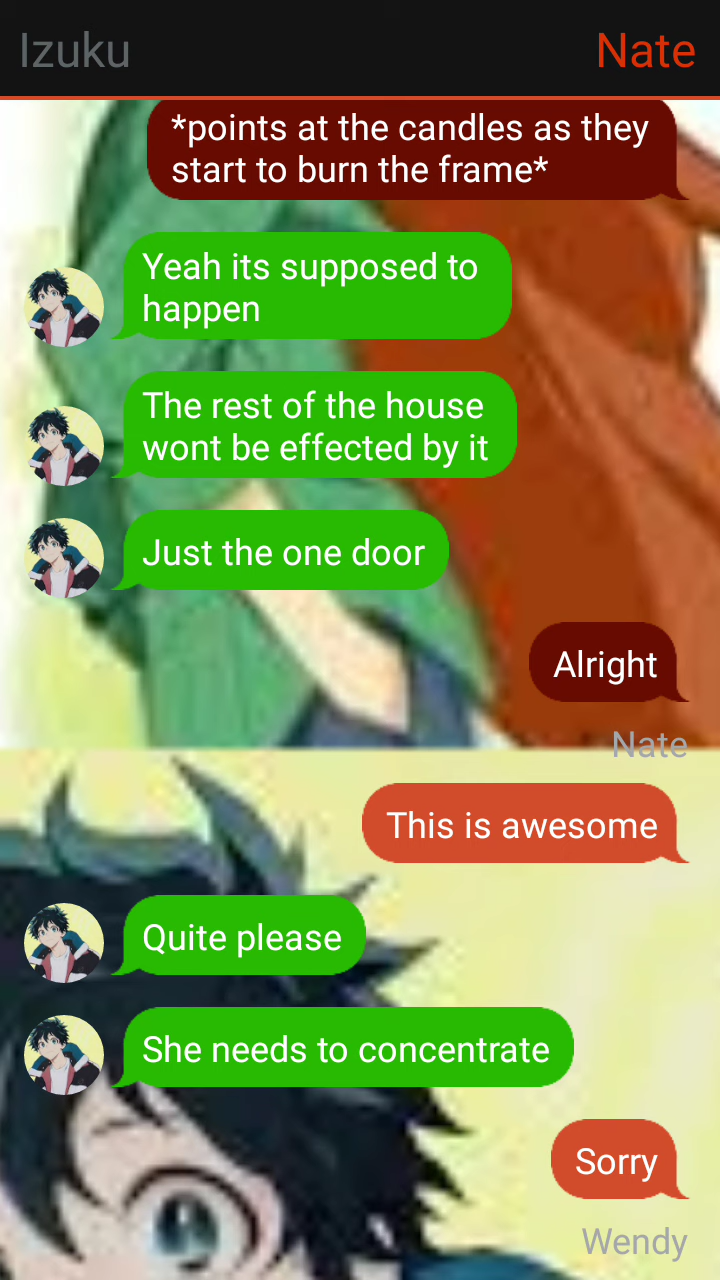 Izuku
Nate
*points at the candles as they
start to burn the frame*
Yeah its supposed to
happen
The rest of the house
wont be effected by it
Just the one door
Alright
Nate
This is awesome
Quite please
She needs to concentrate
Sorry
Wendy